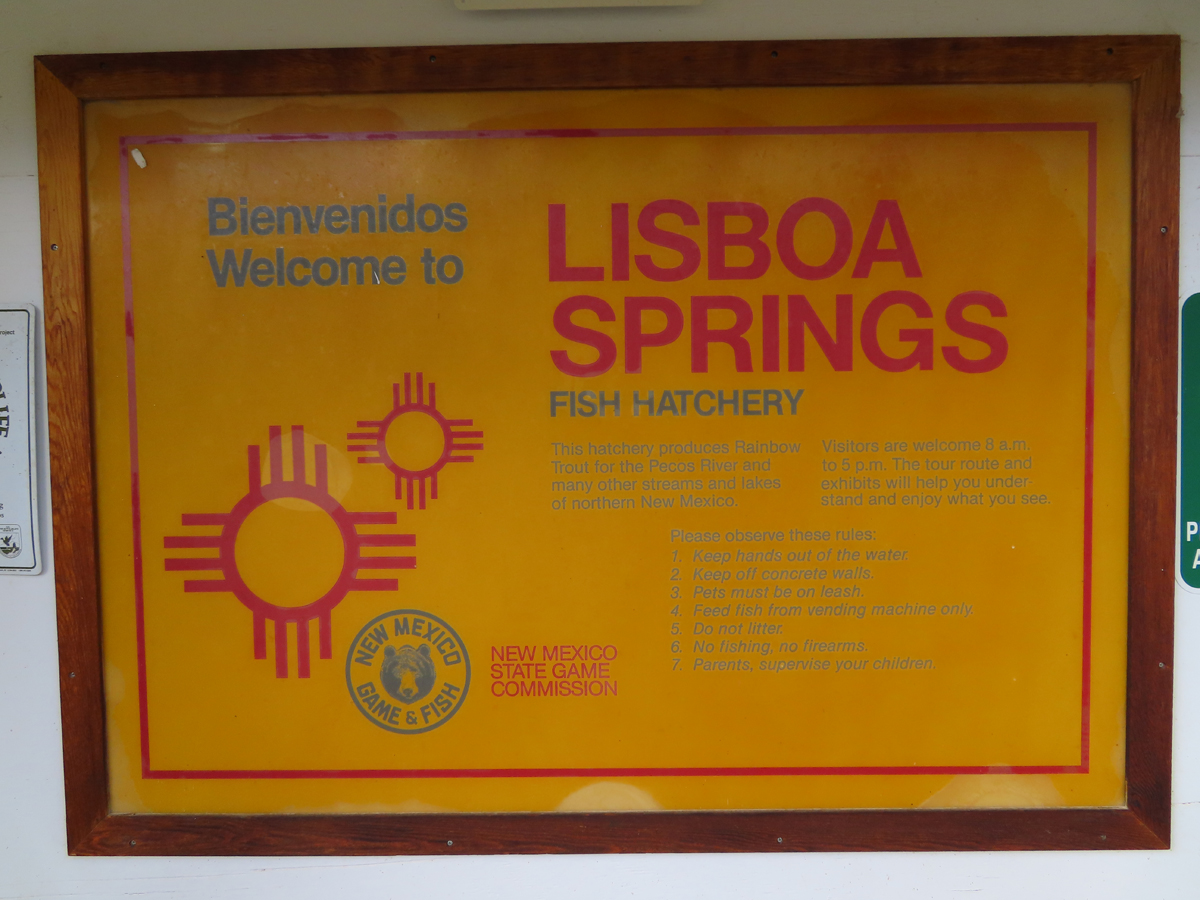 Bienvenidos
Welcome to
LISBOA
SPRINGS
FISH HATCHERY
This hatchery produces Rainbow
Trout for the Pecos River and
many other streams and lakes
of northern New Mexico.
Visitors are welcome 8 a.m.
to 5 p.m. The tour route and
exhibits will help you under-
stand and enjoy what you see.
Please observe these rules:
1. Keep hands out of the water.
2. Keep off concrete walls.
3. Pets must be on leash.
4. Feed fish from vending machine only.
5. Do not litter.
6. No fishing, no firearms.
7. Parents, supervise your children.
NEW MEXICO
GAME & FISH
NEW MEXICO
STATE GAME
COMMISSION